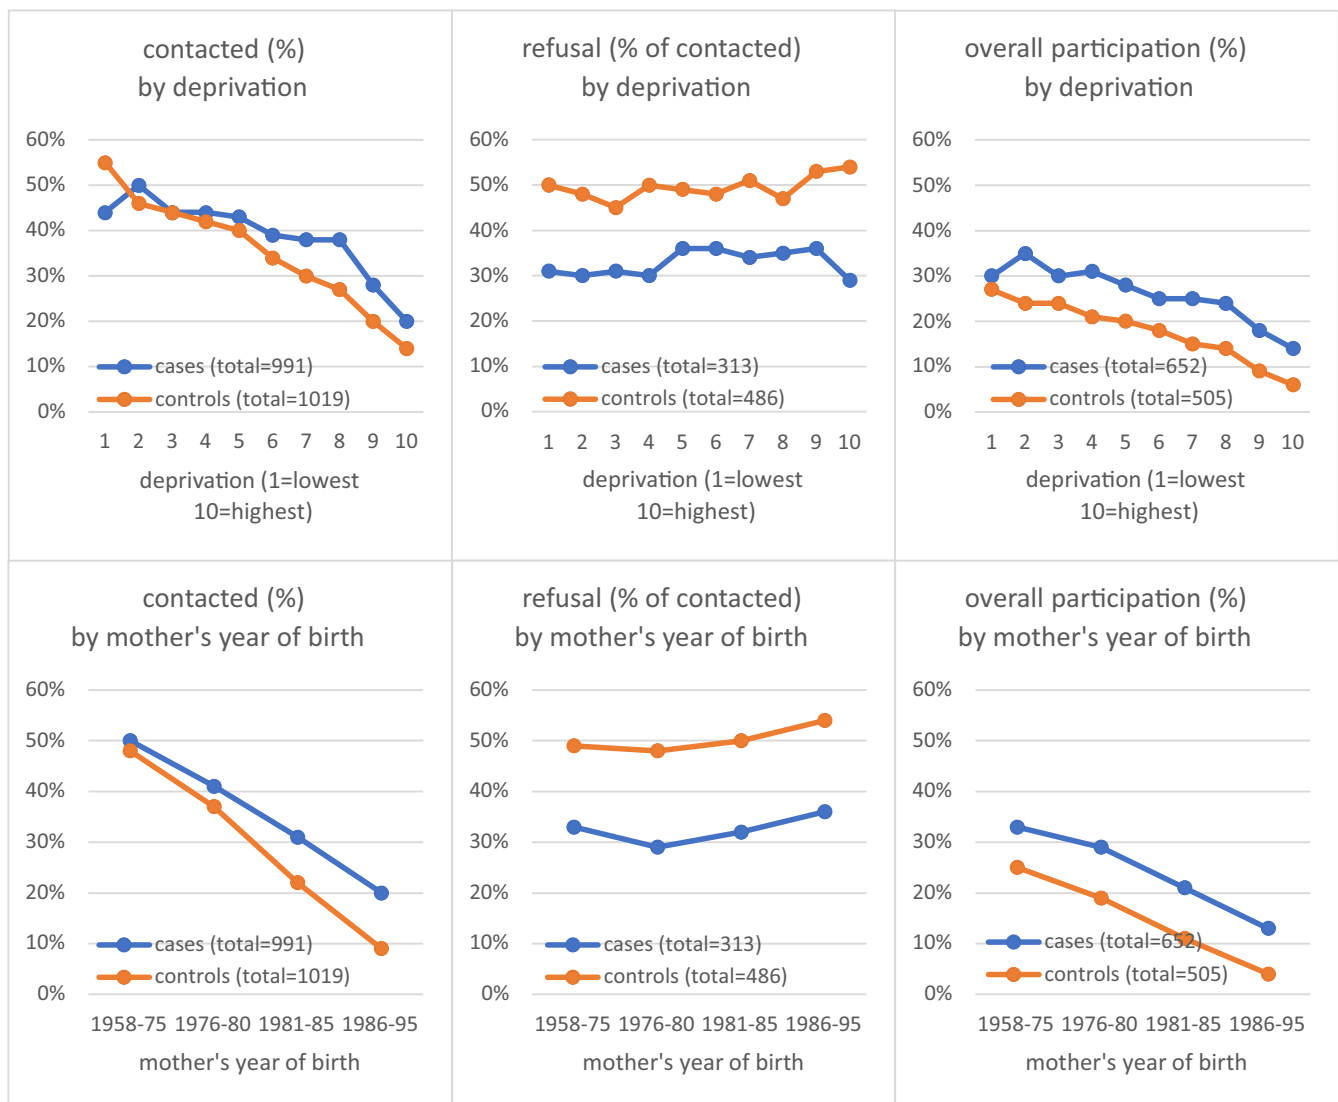 contacted (%)
by deprivation
60%
50%
40%
30%
20%
10%
0%
cases (total=991)
controls (total=1019)
1 2 3 4 5 6 7 8 9 10
deprivation (1=lowest
10=highest)
refusal (% of contacted)
by deprivation
60%
50%
40%
30%
20%
10%
0%
cases (total=313)
controls (total=486)
1 2 3 4 5 6 7 8 9 10
deprivation (1=lowest
10=highest)
overall participation (%)
by deprivation
60%
50%
40%
30%
20%
10%
0%
cases (total=652)
controls (total=505)
1 2 3 4 5 6 7 8 9 10
deprivation (1=lowest
10=highest)
contacted (%)
by mother's year of birth
60%
50%
40%
30%
20%
10%
0%
cases (total=991)
controls (total=1019)
1958-75 1976-80 1981-85 1986-95
mother's year of birth
refusal (% of contacted)
by mother's year of birth
60%
50%
40%
30%
20%
10%
0%
cases (total=313)
controls (total=486)
1958-75 1976-80 1981-85 1986-95
mother's year of birth
overall participation (%)
by mother's year of birth
60%
50%
40%
30%
20%
10%
0%
cases (total=652)
controls (total=505)
1958-75 1976-80 1981-85 1986-95
mother's year of birth